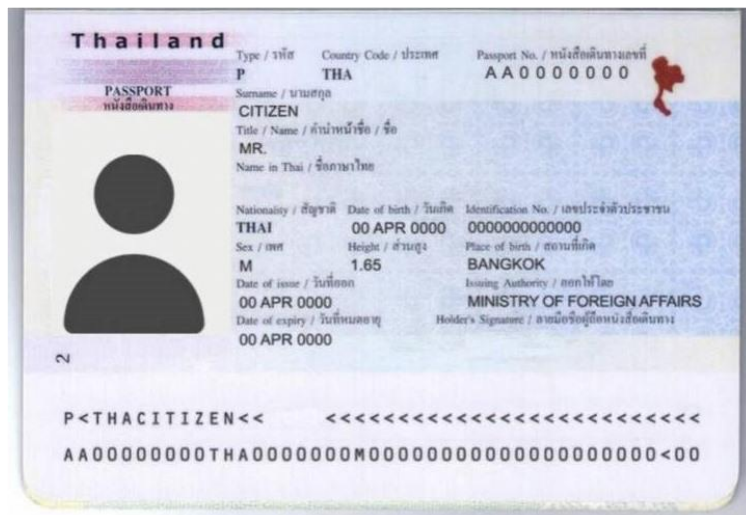 Thailand
PASSPORT
หนังสือเดินทาง
Type / รหัส Country Code / ประเทศ Passport No. / หนังสือเดินทางเลขที่
P THA AA0000000
Surname / นามสกุล
CITIZEN
Title / Name / คำนำหน้าชื่อ / ชื่อ
MR.
Name in Thai / ชื่อภาษาไทย
Nationality / สัญชาติ Date of birth / วันเกิด Identification No. / เลขประจำตัวประชาชน
THAI 00 APR 0000 0000000000000
Sex / เพศ Height / ส่วนสูง Place of birth / สถานที่เกิด
M 1.65 BANGKOK
Date of issue / วันที่ออก Issuing Authority / ออกให้โดย
00 APR 0000 MINISTRY OF FOREIGN AFFAIRS
Date of expiry / วันที่หมดอายุ Holder's Signature / ลายมือชื่อผู้ถือหนังสือเดินทาง
00 APR 0000
2
P<THACITIZEN<< <<<<<<<<<<<<<<<<<<<<<<<<<<
AA00000000THA0000000M0000000000000000000000<00